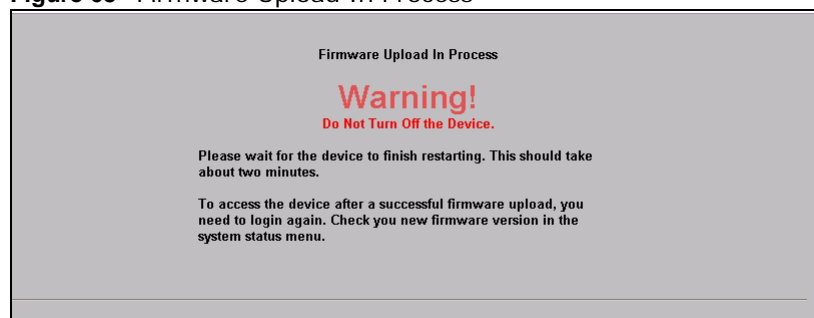 Firmware Upload In Process
Warning!
Do Not Turn Off the Device.
Please wait for the device to finish restarting. This should take
about two minutes.
To access the device after a successful firmware upload, you
need to login again. Check you new firmware version in the
system status menu.